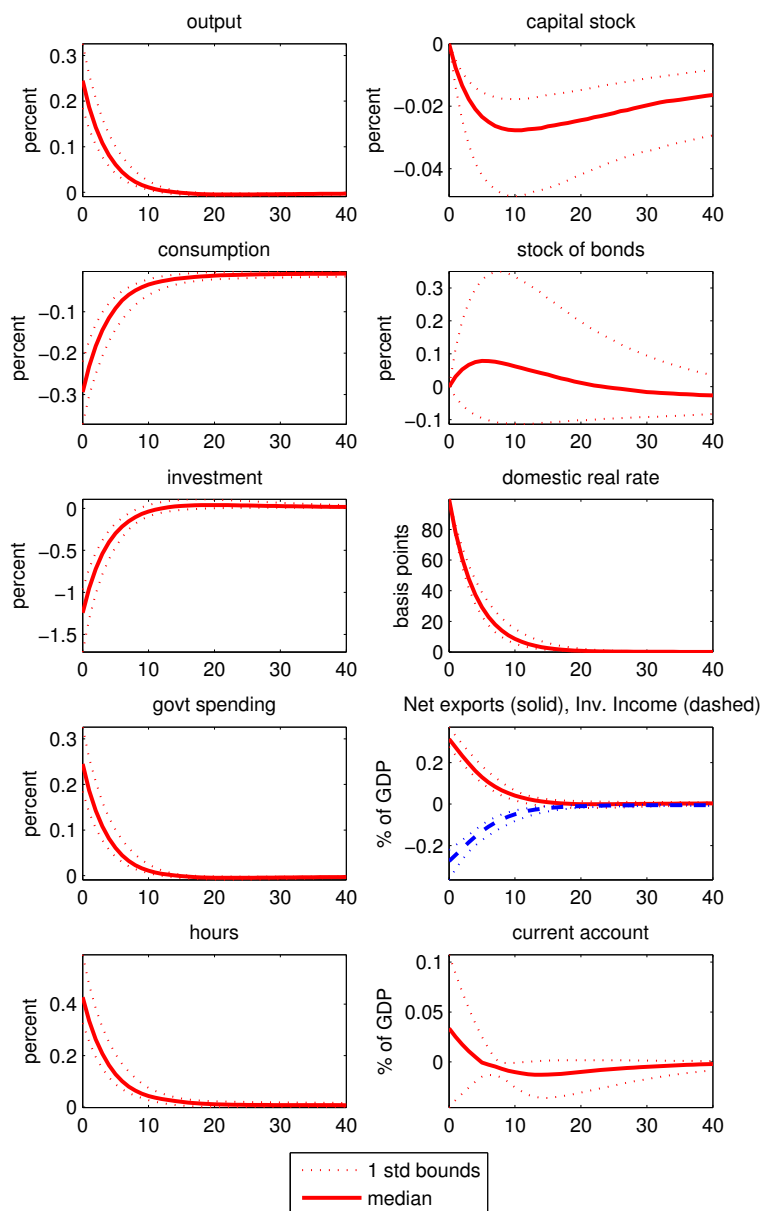 output
capital stock
percent
0.3
0.2
0.1
0
0 10 20 30 40
percent
0
−0.02
−0.04
0 10 20 30 40
consumption
stock of bonds
percent
−0.1
−0.2
−0.3
0 10 20 30 40
percent
0.3
0.2
0.1
0
−0.1
0 10 20 30 40
investment
domestic real rate
percent
0
−0.5
−1
−1.5
0 10 20 30 40
basis points
80
60
40
20
0
0 10 20 30 40
govt spending
Net exports (solid), Inv. Income (dashed)
percent
0.3
0.2
0.1
0
0 10 20 30 40
% of GDP
0.2
0
−0.2
0 10 20 30 40
hours
current account
percent
0.4
0.2
0
0 10 20 30 40
% of GDP
0.1
0.05
0
0 10 20 30 40
1 std bounds
median